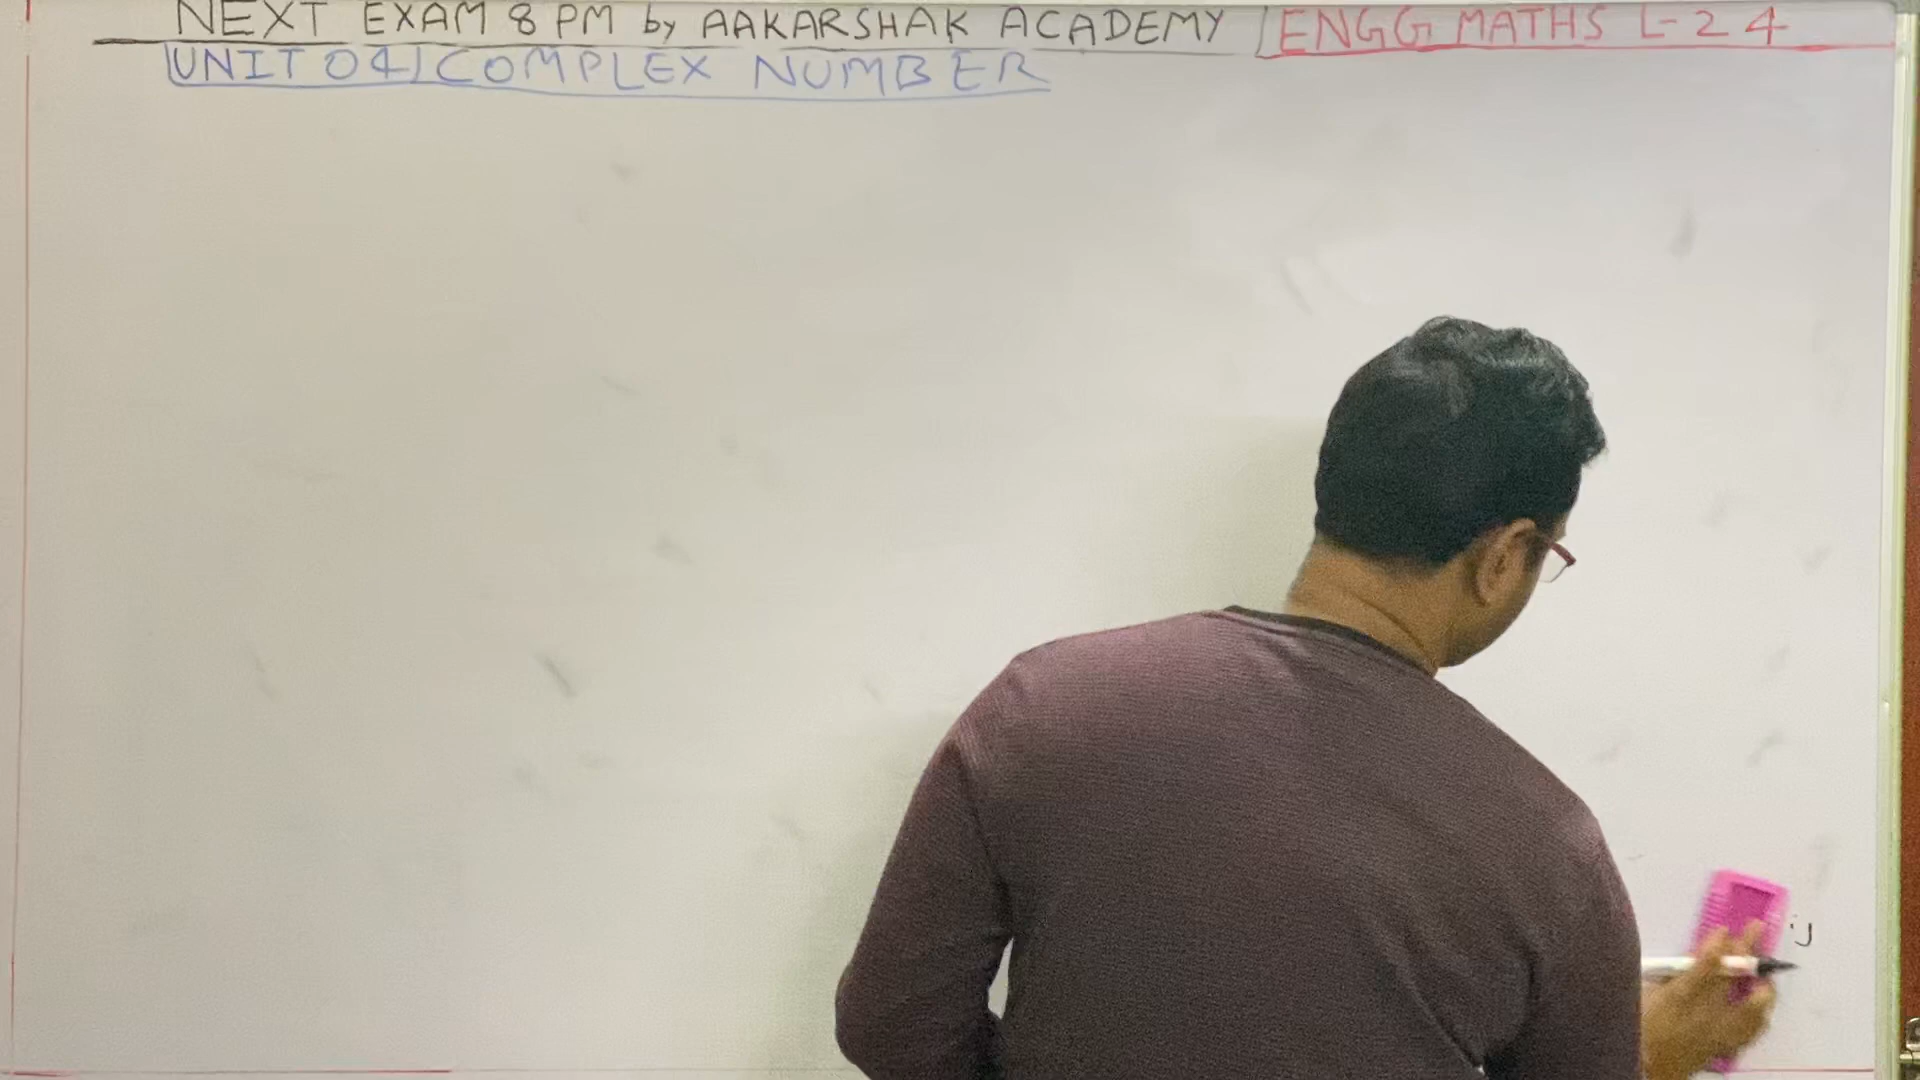 NEXT EXAM 8 PM by AAKARSHAK ACADEMY | ENGG MATHS L-24
UNIT 04 | COMPLEX NUMBER